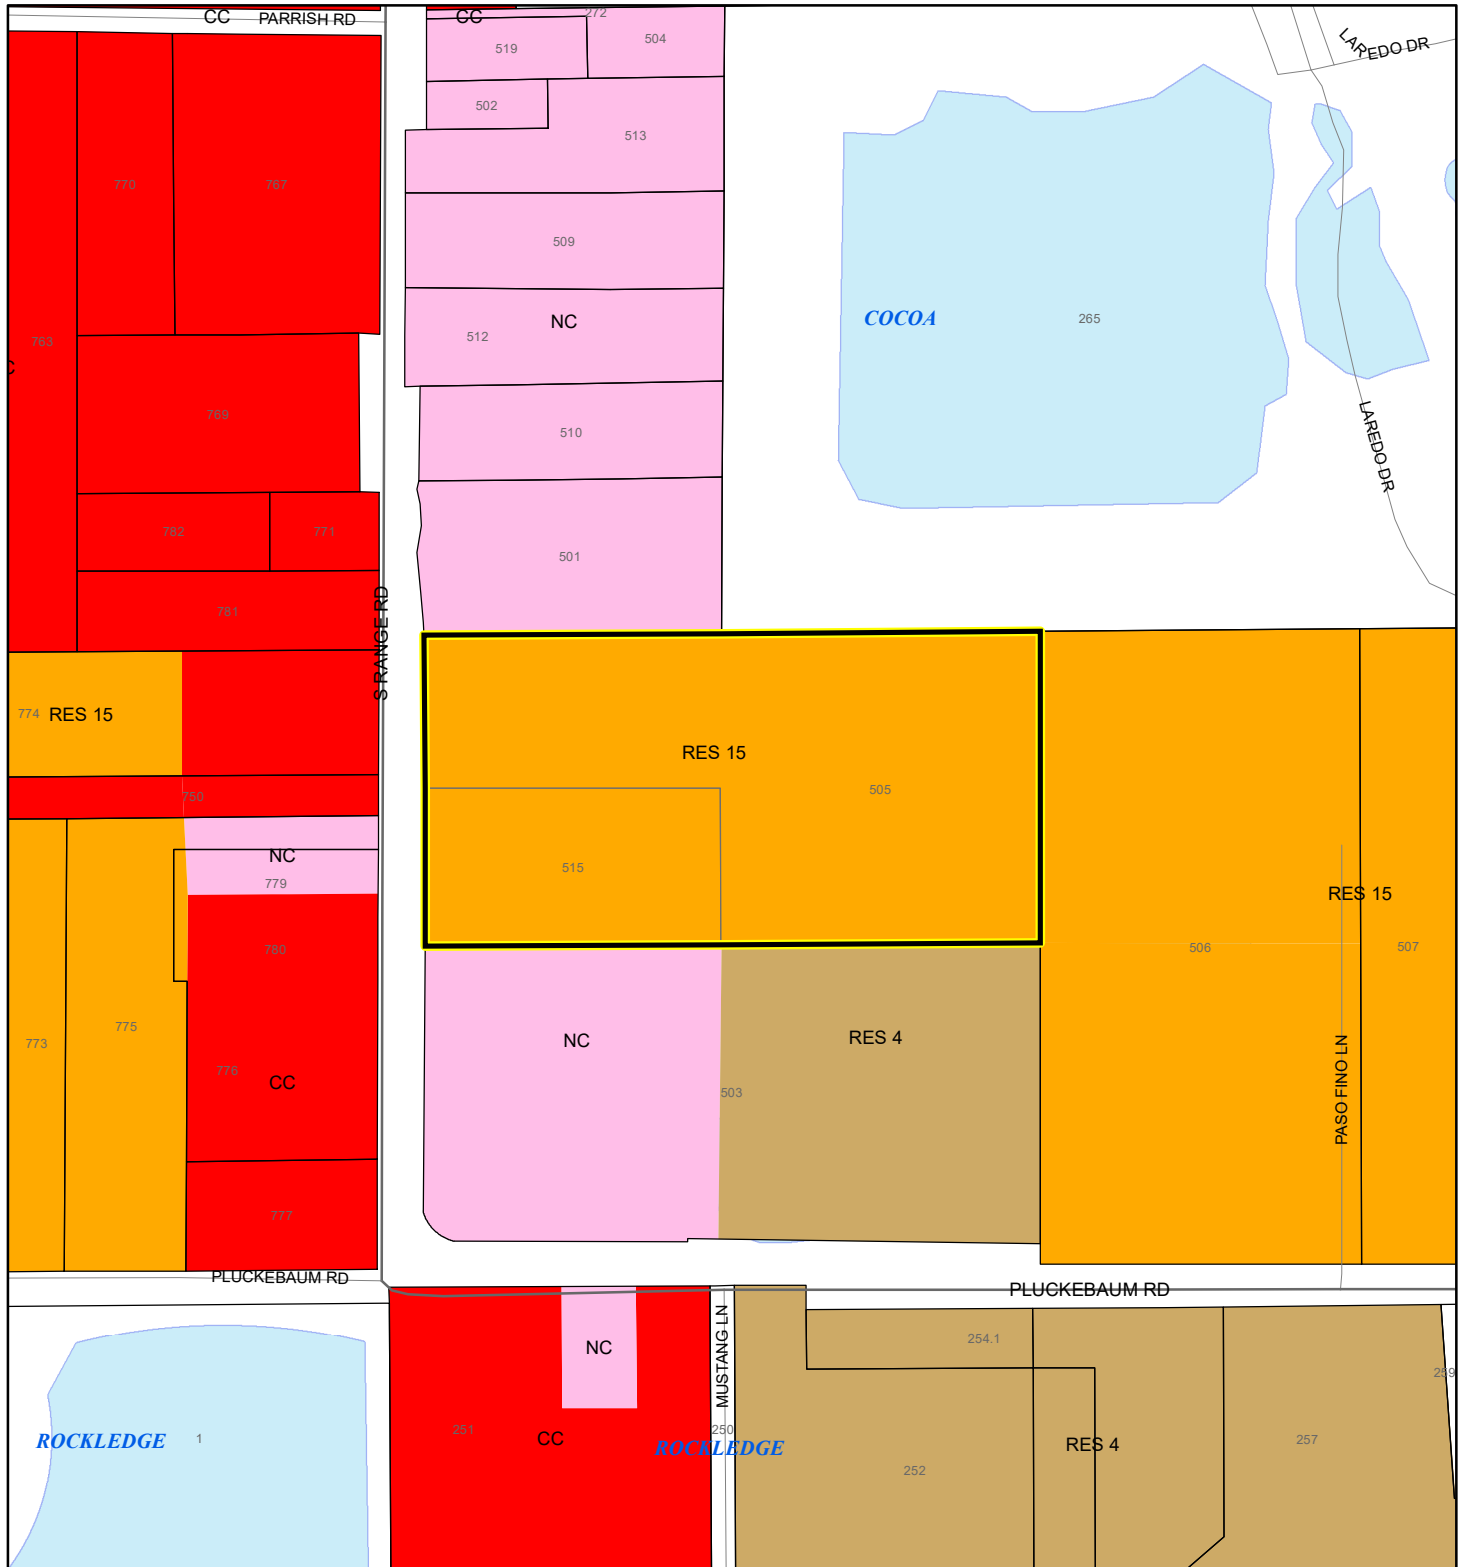 CC
PARRISH RD
CC
272
519
504
LAREDO DR
502
513
770
767
509
COCOA
265
512
NC
763
C
769
510
LAREDO DR
782
771
501
781
S RANGE RD
774
RES 15
RES 15
505
750
NC
779
515
RES 15
780
506
507
775
773
776
CC
NC
RES 4
503
PASO FINO LN
777
PLUCKEBAUM RD
PLUCKEBAUM RD
NC
MUSTANG LN
254.1
259
ROCKLEDGE
1
251
CC
250
ROCKLEDGE
252
RES 4
257